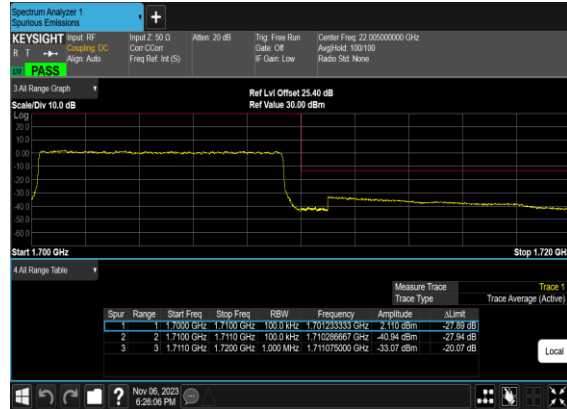 Spectrum Analyzer 1
Spurious Emissions
KEYSIGHT Input: RF Input Z: 50 Ω Atten: 20 dB Trig: Free Run Center Freq: 22.005000000 GHz
R T Coupling: DC Corr CCorr Gate: Off Avg|Hold: 100/100
Align: Auto Freq Ref: Int (S) IF Gain: Low Radio Std: None
PASS
3 All Range Graph
Ref Lvl Offset 25.40 dB
Scale/Div 10.0 dB Ref Value 30.00 dBm
Log
20.0
10.0
0.00
-10.0
-20.0
-30.0
-40.0
-50.0
-60.0
Start 1.700 GHz Stop 1.720 GH
4 All Range Table
Measure Trace Trace 1
Trace Type Trace Average (Active)
Spur Range Start Freq Stop Freq RBW Frequency Amplitude ΔLimit
1 1 1.7000 GHz 1.7100 GHz 100.0 kHz 1.701233333 GHz 2.110 dBm -27.89 dB
2 2 1.7100 GHz 1.7110 GHz 100.0 kHz 1.710286667 GHz -40.94 dBm -27.94 dB
3 3 1.7110 GHz 1.7200 GHz 1.000 MHz 1.711075000 GHz -33.07 dBm -20.07 dB
Local
? Nov 06, 2023
6:26:06 PM